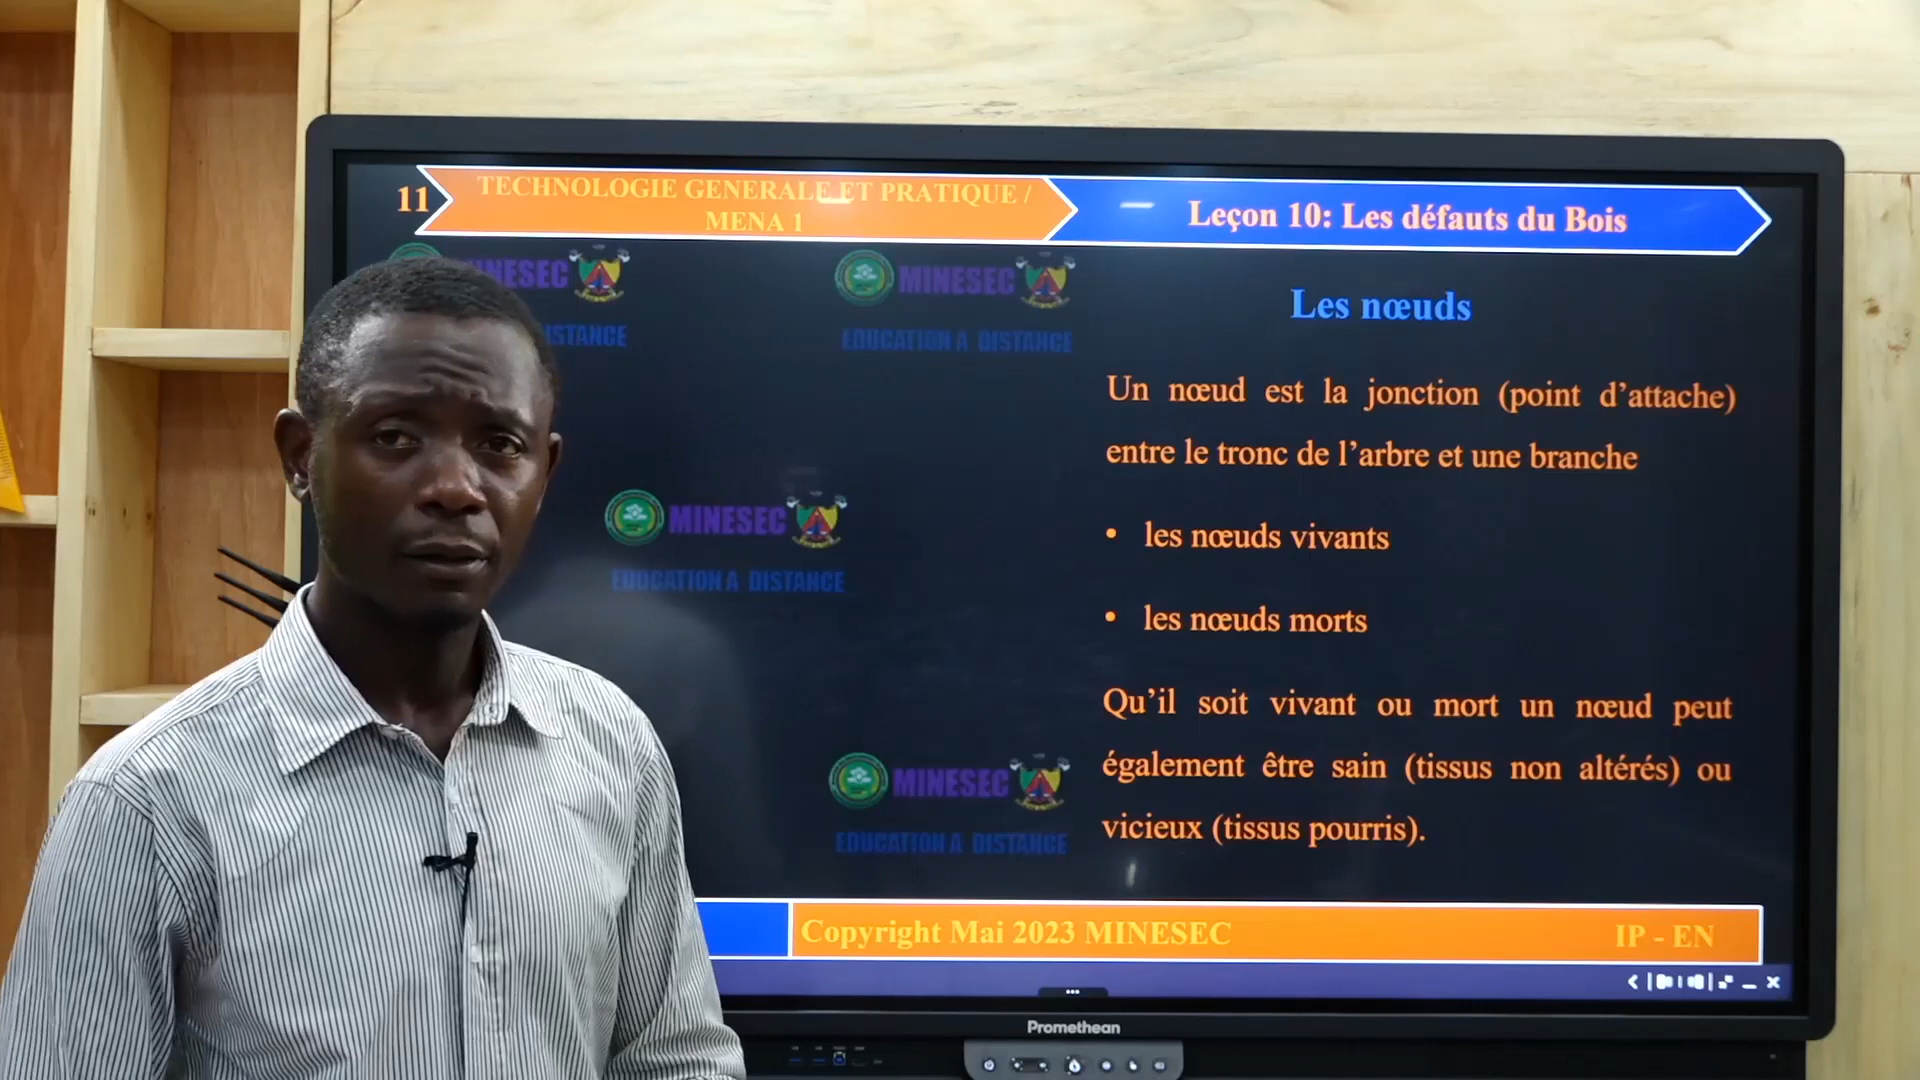 11
TECHNOLOGIE GENERALE ET PRATIQUE /
MENA 1
Leçon 10: Les défauts du Bois
MINESEC
EDUCATION A DISTANCE
Les nœuds
Un nœud est la jonction (point d’attache)
entre le tronc de l’arbre et une branche
• les nœuds vivants
MINESEC
EDUCATION A DISTANCE
• les nœuds morts
Qu’il soit vivant ou mort un nœud peut
également être sain (tissus non altérés) ou
vicieux (tissus pourris).
MINESEC
EDUCATION A DISTANCE
Copyright Mai 2023 MINESEC
IP - EN
Promethean